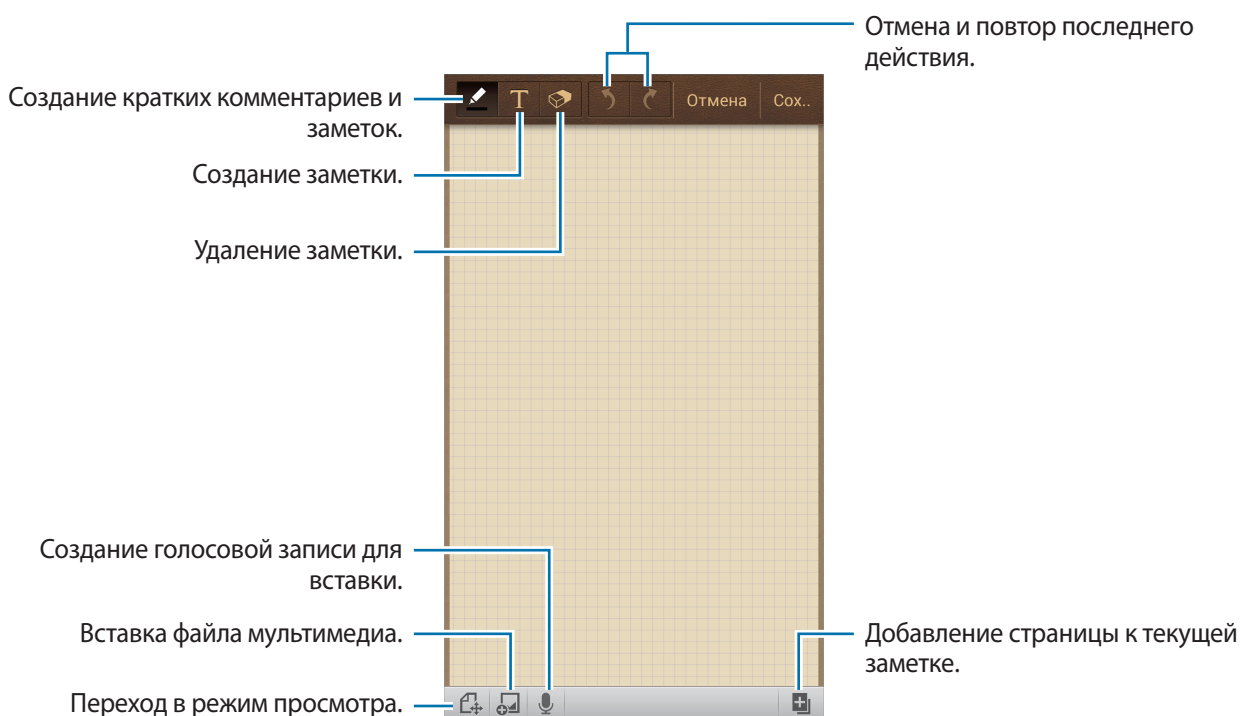 Отмена и повтор последнего
действия.
Создание кратких комментариев и
заметок.
T
Отмена
Сох..
Создание заметки.
Удаление заметки.
Создание голосовой записи для
вставки.
Вставка файла мультимедиа.
Добавление страницы к текущей
заметке.
Переход в режим просмотра.